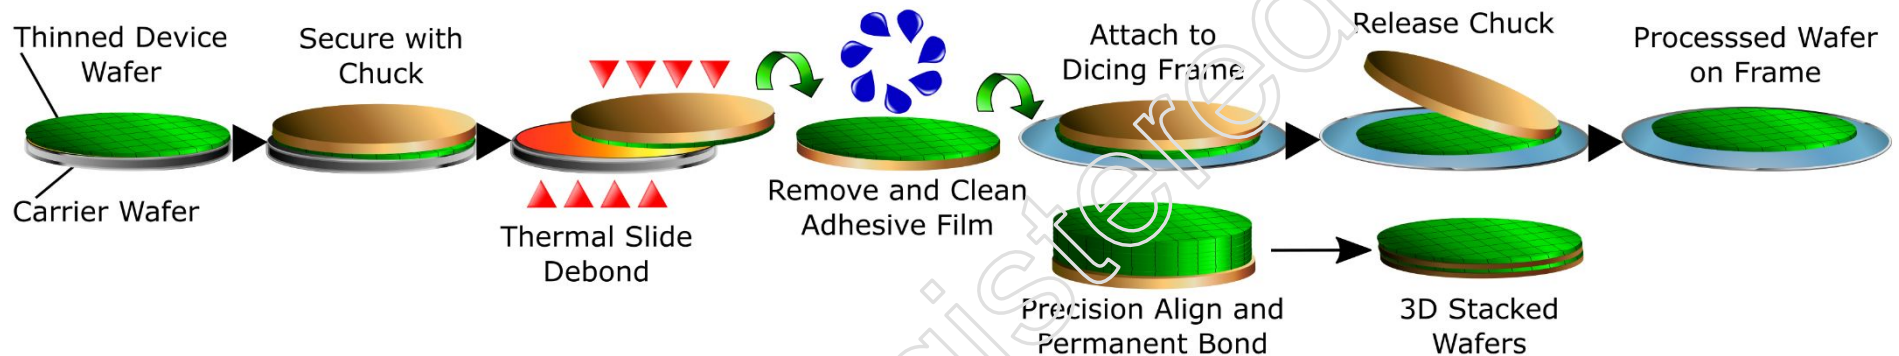 Thinned Device
Wafer
Carrier Wafer
Secure with
Chuck
Thermal Slide
Debond
Remove and Clean
Adhesive Film
Attach to
Dicing Frame
Release Chuck
Processsed Wafer
on Frame
Precision Align and
Permanent Bond
3D Stacked
Wafers